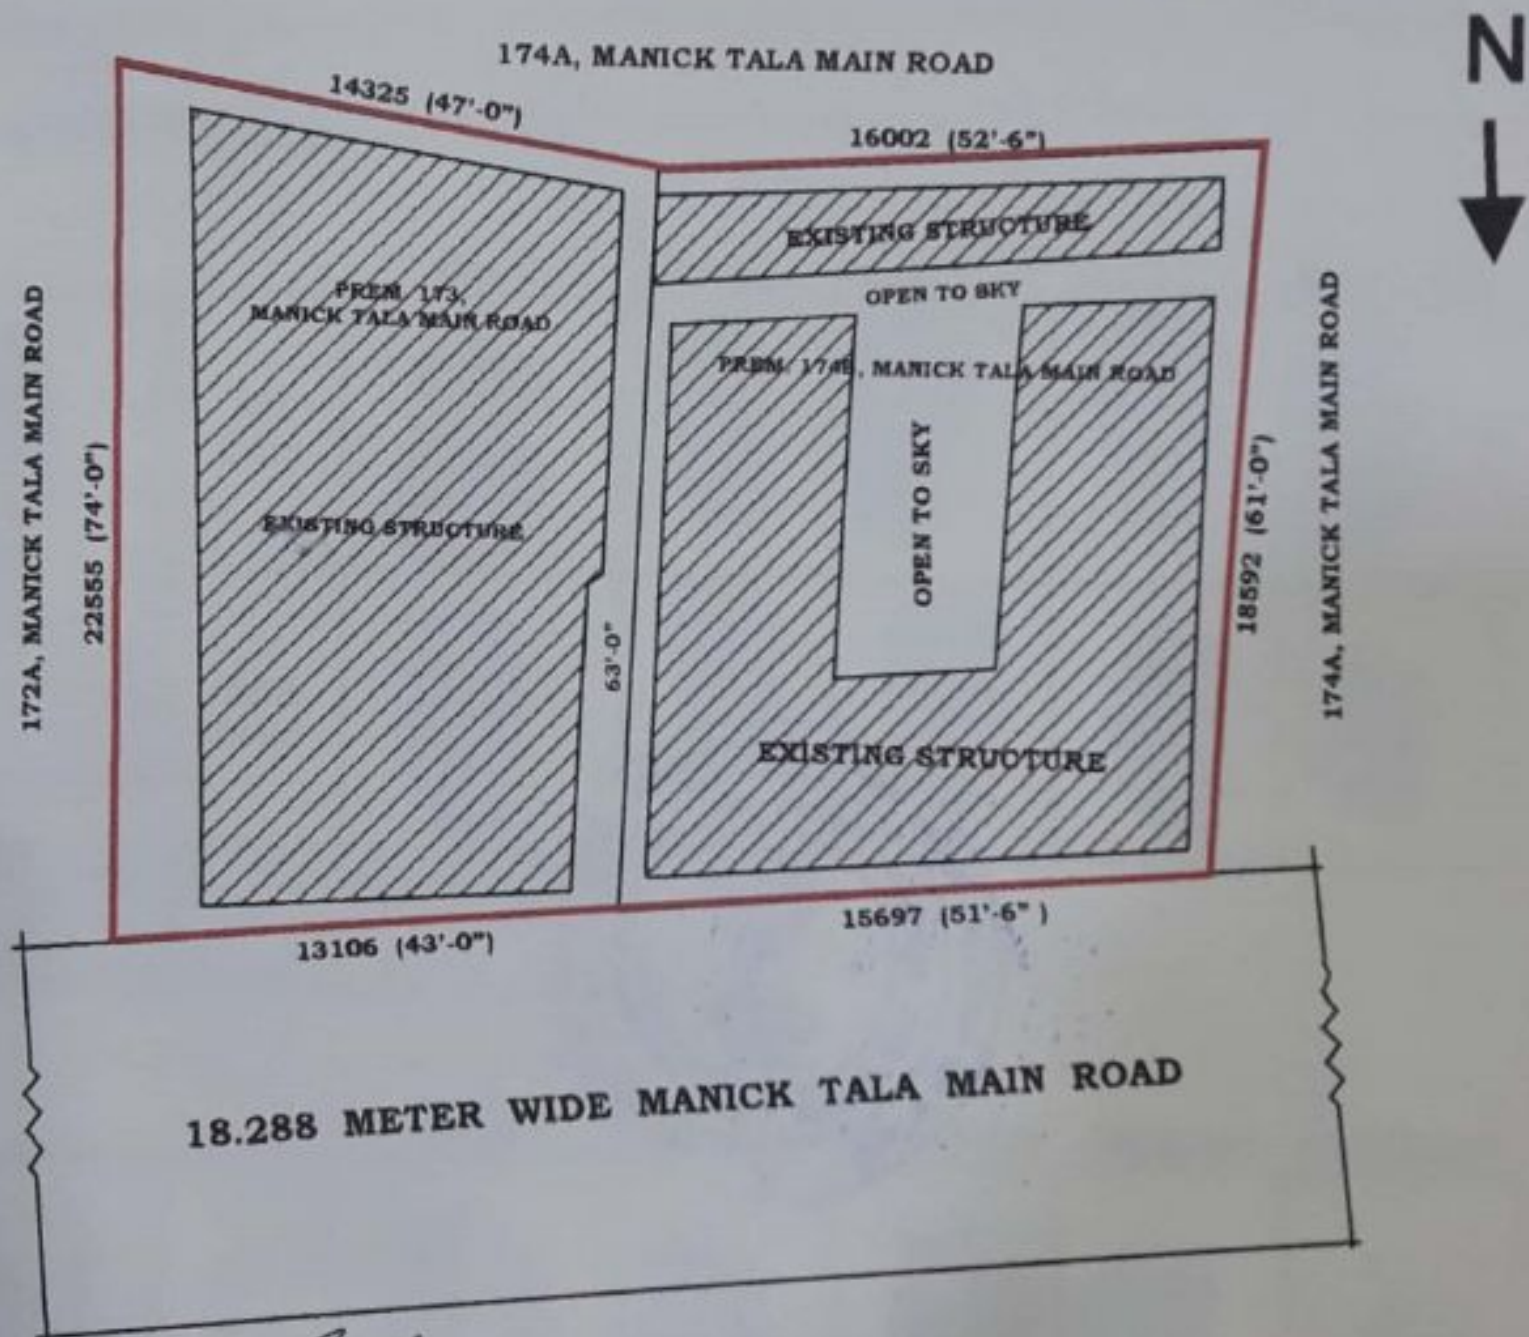 N
174A, MANICK TALA MAIN ROAD
14325 (47'-0")
16002 (52'-6")
EXISTING STRUCTURE
OPEN TO SKY
PREM. 173,
MANICK TALA MAIN ROAD
PREM. 174B, MANICK TALA MAIN ROAD
172A, MANICK TALA MAIN ROAD
22555 (74'-0")
EXISTING STRUCTURE
63'-0"
OPEN TO SKY
18592 (61'-0")
174A, MANICK TALA MAIN ROAD
EXISTING STRUCTURE
13106 (43'-0")
15697 (51'-6" )
18.288 METER WIDE MANICK TALA MAIN ROAD